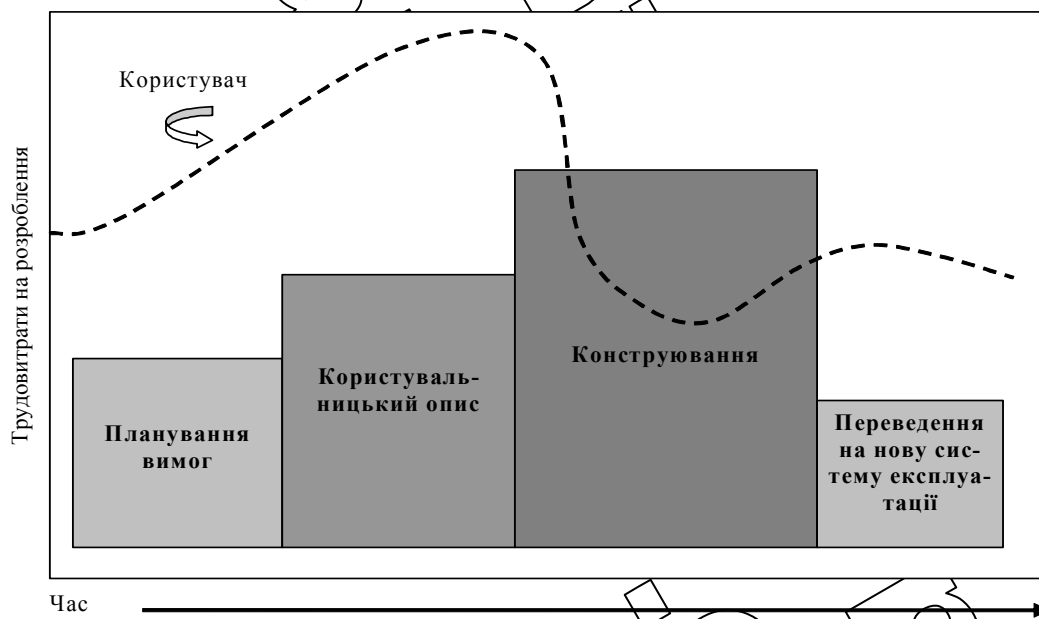 Користувач
Трудовитрати на розроблення
Планування
вимог
Користуваль-
ницький опис
Конструювання
Переведення
на нову сис-
тему експлуа-
тації
Час